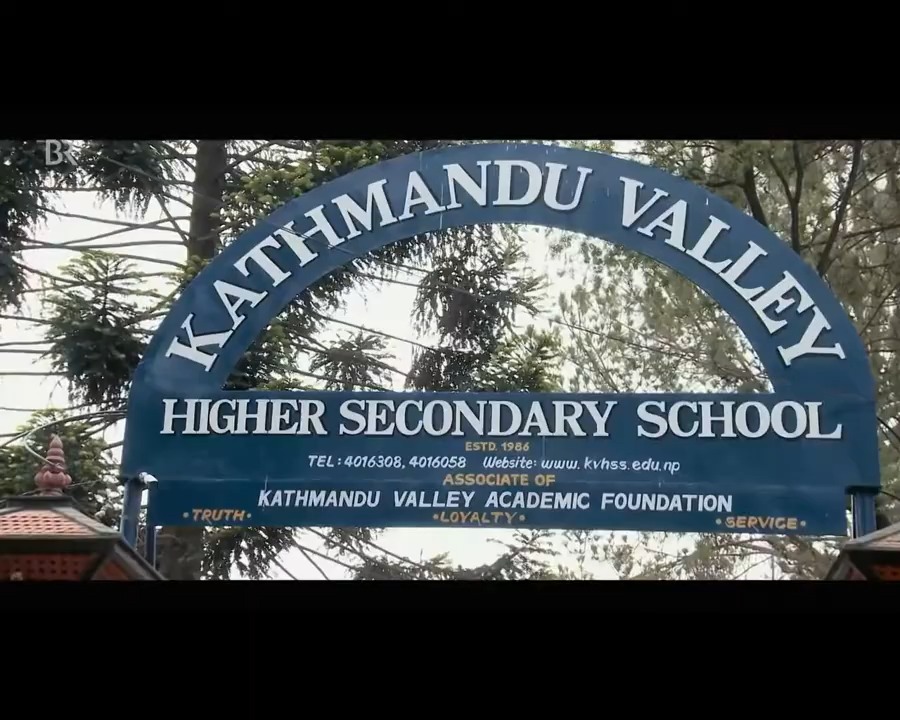 BR
KATHMANDU VALLEY
HIGHER SECONDARY SCHOOL
ESTD. 1986
TEL: 4016308, 4016058 Website: www.kvhss.edu.np
ASSOCIATE OF
KATHMANDU VALLEY ACADEMIC FOUNDATION
•TRUTH• •LOYALTY• •SERVICE•